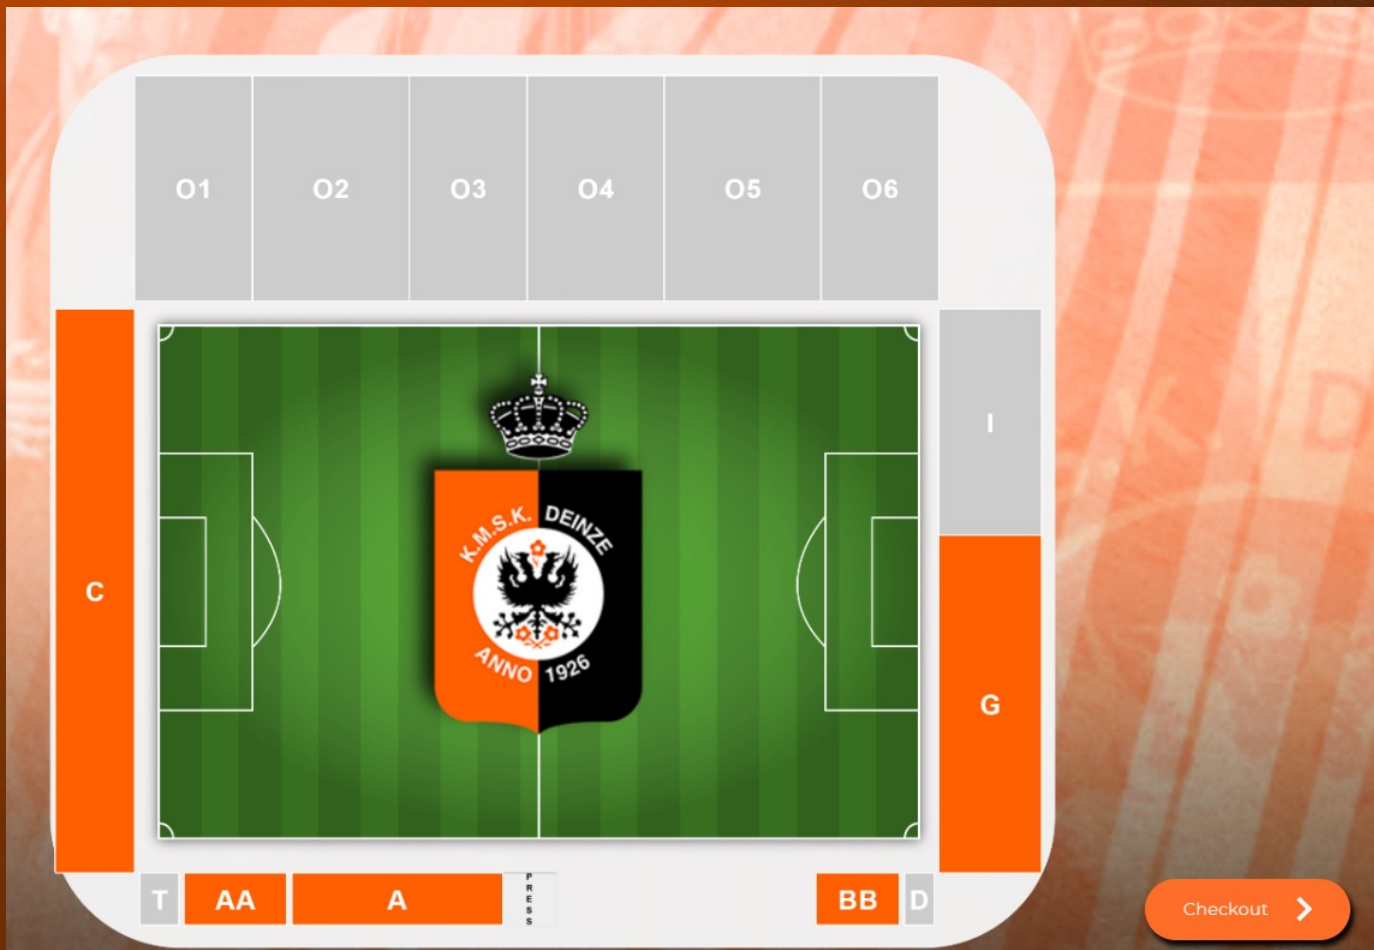 O1 O2 O3 O4 O5 O6
I
K.M.S.K. DEINZE
C
ANNO 1926
G
T AA A PRESS BB D
Checkout